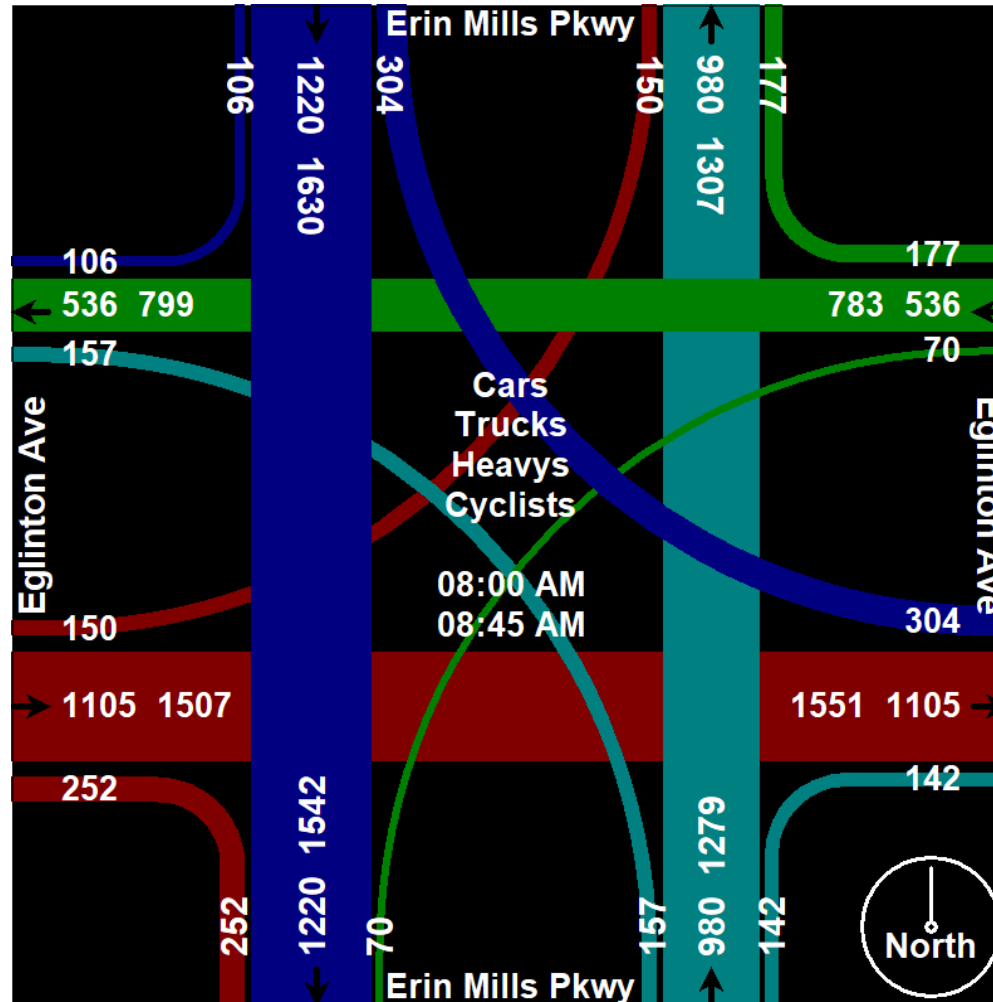 Erin Mills Pkwy
106
1220 1630
304
150
980 1307
177
106
536 799
157
177
783 536
70
Cars
Trucks
Heavys
Cyclists
08:00 AM
08:45 AM
Eglinton Ave
Eglinton Ave
150
1105 1507
252
304
1551 1105
142
252
1220 1542
70
157
980 1279
142
North
Erin Mills Pkwy